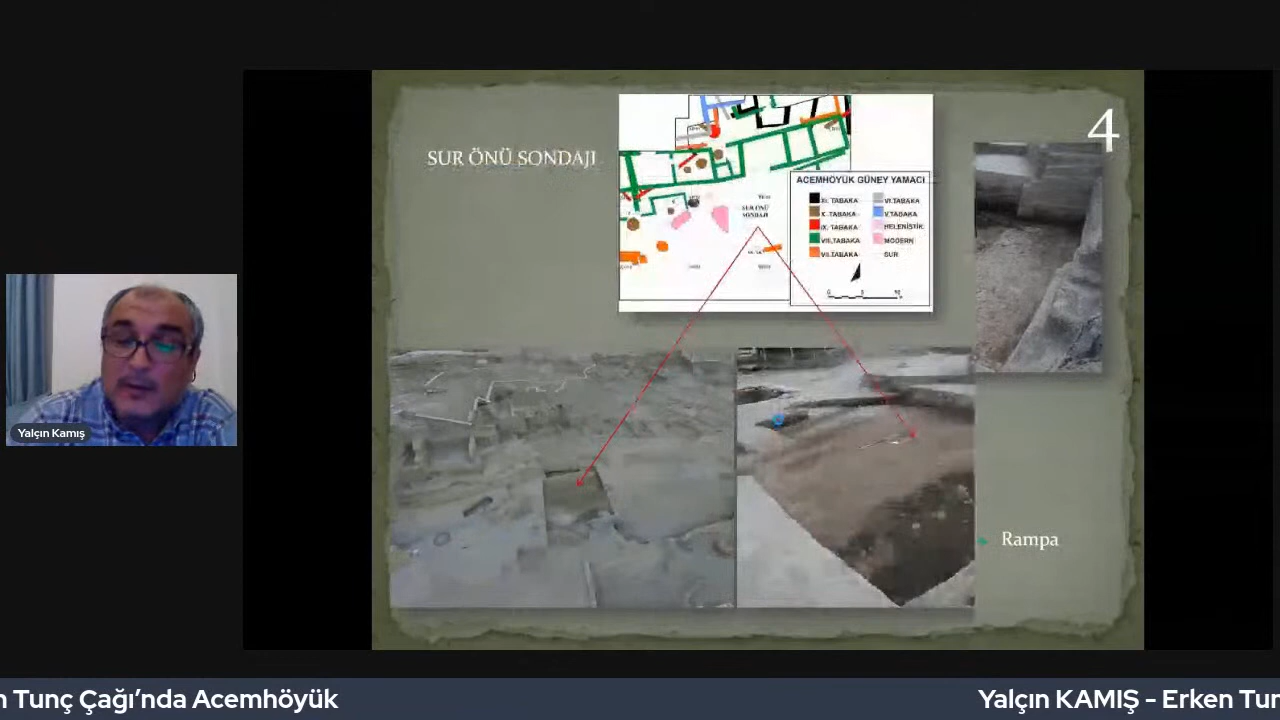 4
SUR ÖNÜ SONDAJI
ACEMHÖYÜK GÜNEY YAMACI
XI. TABAKA
X. TABAKA
IX. TABAKA
VIII. TABAKA
VII. TABAKA
VI. TABAKA
V. TABAKA
HELENİSTİK
MODERN
SUR
SUR ÖNÜ
SONDAJI
Yalçın Kamış
Rampa
n Tunç Çağı’nda Acemhöyük
Yalçın KAMIŞ - Erken Tun